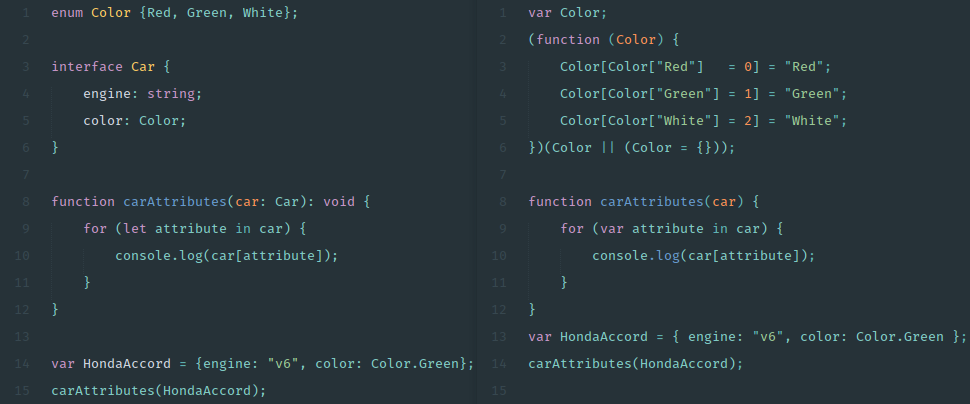 1 enum Color {Red, Green, White};
2
3 interface Car {
4     engine: string;
5     color: Color;
6 }
7
8 function carAttributes(car: Car): void {
9     for (let attribute in car) {
10         console.log(car[attribute]);
11     }
12 }
13
14 var HondaAccord = {engine: "v6", color: Color.Green};
15 carAttributes(HondaAccord);
1 var Color;
2 (function (Color) {
3     Color[Color["Red"]   = 0] = "Red";
4     Color[Color["Green"] = 1] = "Green";
5     Color[Color["White"] = 2] = "White";
6 })(Color || (Color = {}));
7
8 function carAttributes(car) {
9     for (var attribute in car) {
10         console.log(car[attribute]);
11     }
12 }
13 var HondaAccord = { engine: "v6", color: Color.Green };
14 carAttributes(HondaAccord);
15